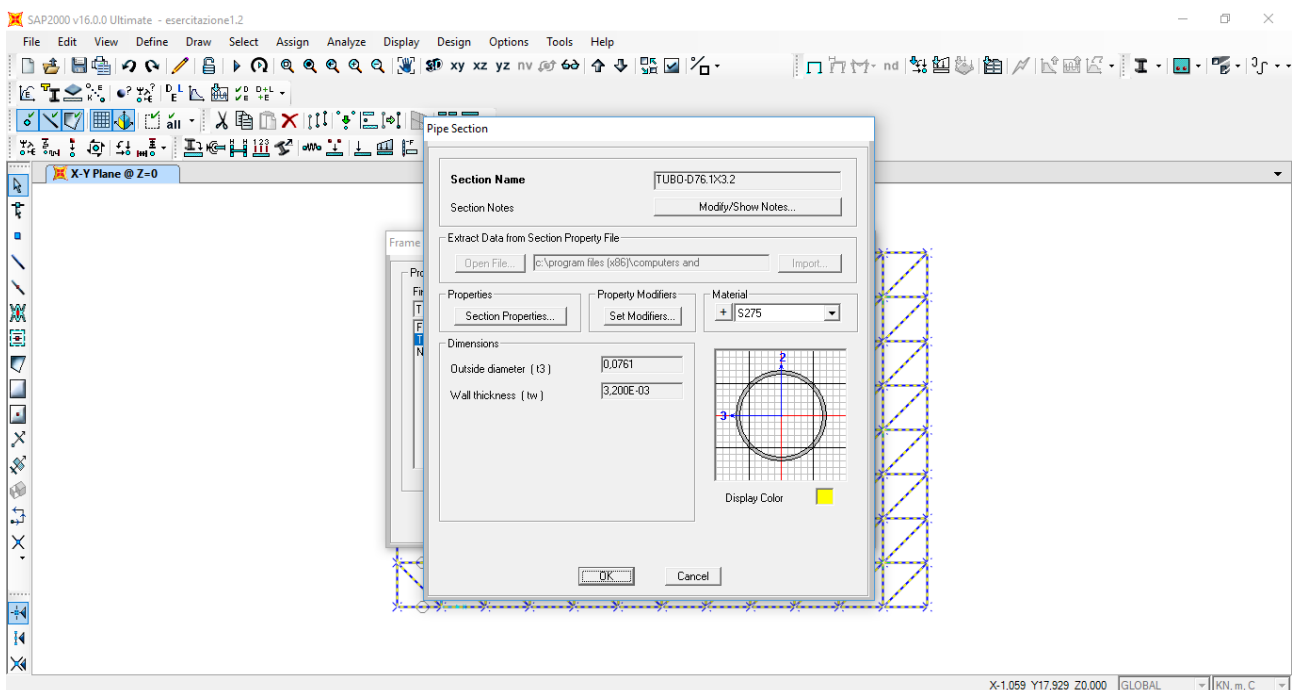 SAP2000 v16.0.0 Ultimate - esercitazione1.2
File Edit View Define Draw Select Assign Analyze Display Design Options Tools Help
xy xz yz nv
nd
all
Pipe Section
X-Y Plane @ Z=0
Section Name TUBO-D76.1X3.2
Section Notes Modify/Show Notes...
Frame
Extract Data from Section Property File
Open File... c:\program files (x86)\computers and Import...
Properties Property Modifiers Material
Section Properties... Set Modifiers... + S275
Dimensions
Outside diameter ( t3 ) 0,0761
Wall thickness ( tw ) 3,200E-03
2
3
Display Color
OK Cancel
X-1,059 Y17,929 Z0,000 GLOBAL KN, m, C